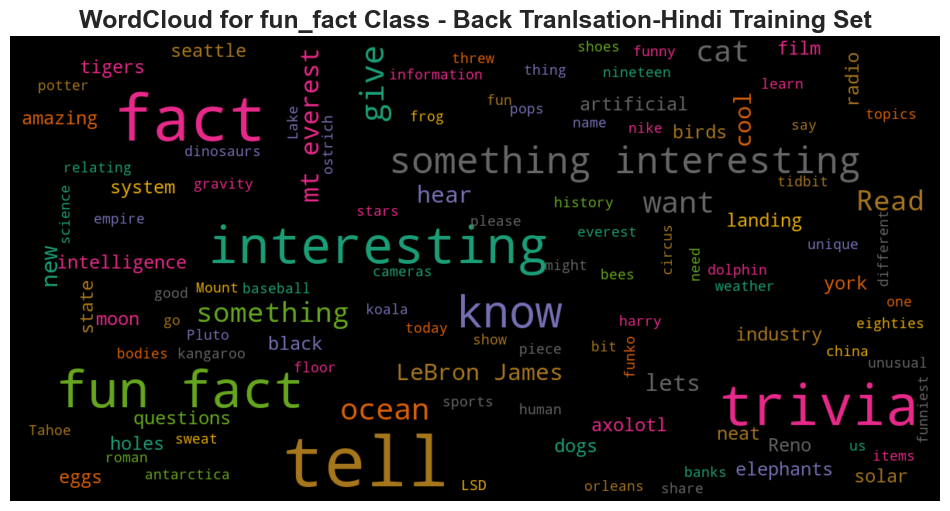 WordCloud for fun_fact Class - Back Tranlsation-Hindi Training Set
seattle
tigers
potter
amazing
fact
dinosaurs
relating
Lake
mt everest
ostrich
give
threw
information
thing
fun
pops
frog
shoes
funny
nineteen
artificial
name
nike
cat
film
learn
birds
cool
say
radio
topics
something interesting
tidbit
Read
science
system
gravity
empire
hear
stars
please
history
want
landing
everest
circus
need
unique
different
new
intelligence
interesting
cameras
might
bees
dolphin
weather
york
one
state
good
Mount
baseball
moon
go
something
koala
know
today
show
harry
Pluto
black
bodies
kangaroo
floor
piece
bit
funko
industry
eighties
china
unusual
fun fact
LeBron James
lets
trivia
funniest
questions
ocean
sports
human
axolotl
neat
Tahoe
holes
sweat
roman
tell
dogs
Reno
us
items
eggs
antarctica
LSD
orleans
banks
share
elephants
solar